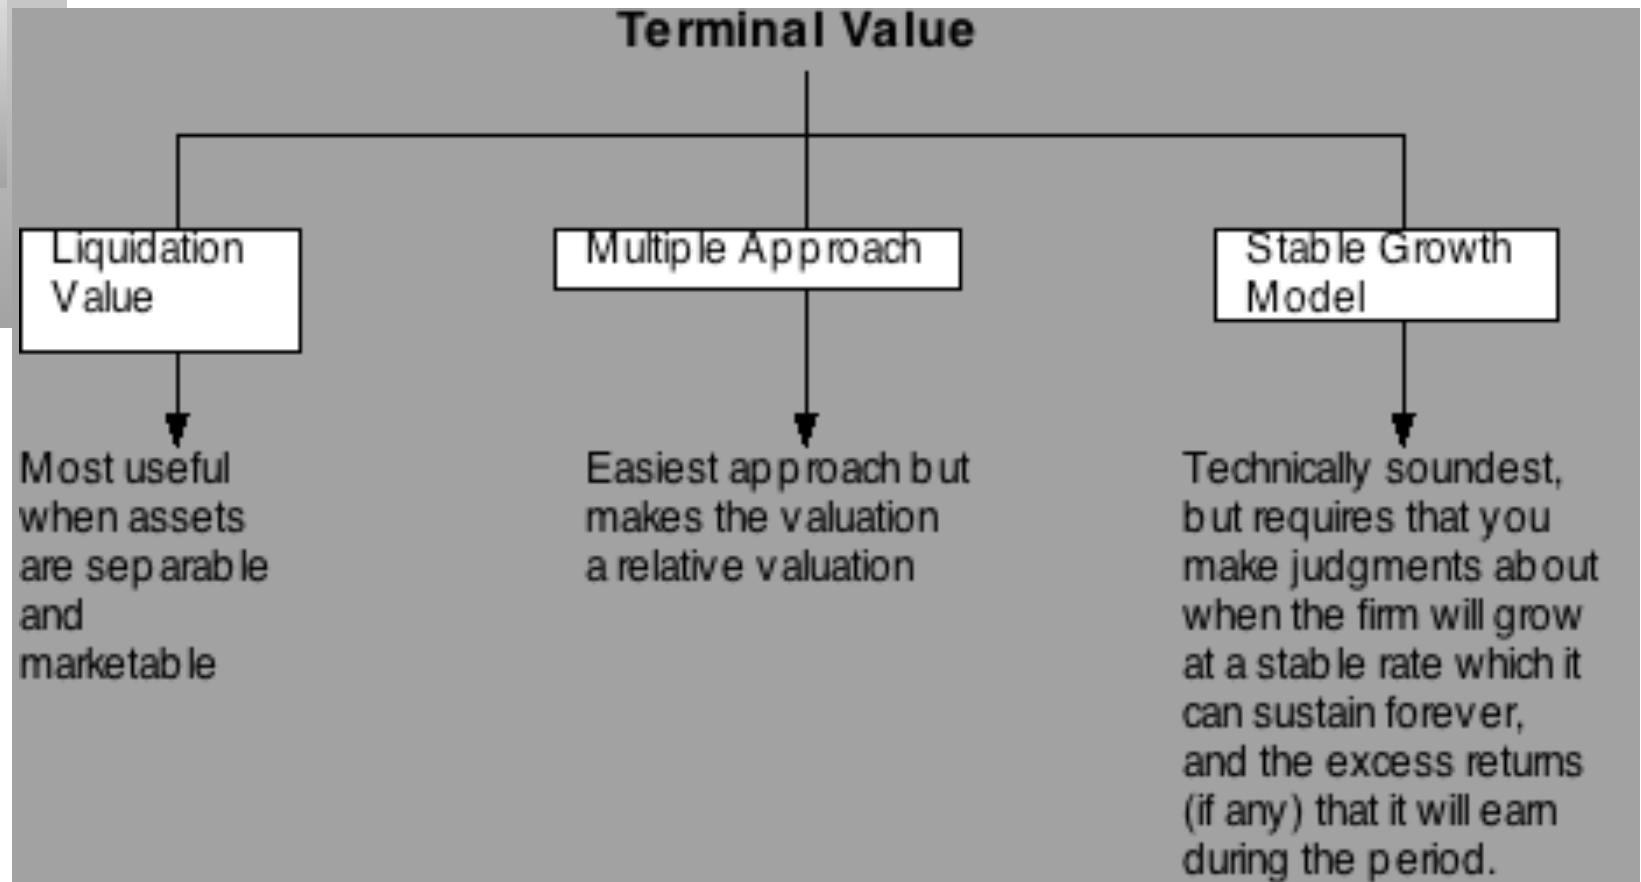 Terminal Value
Liquidation
Value
Multiple Approach
Stable Growth
Model
Most useful
when assets
are separable
and
marketable
Easiest approach but
makes the valuation
a relative valuation
Technically soundest,
but requires that you
make judgments about
when the firm will grow
at a stable rate which it
can sustain forever,
and the excess returns
(if any) that it will earn
during the period.